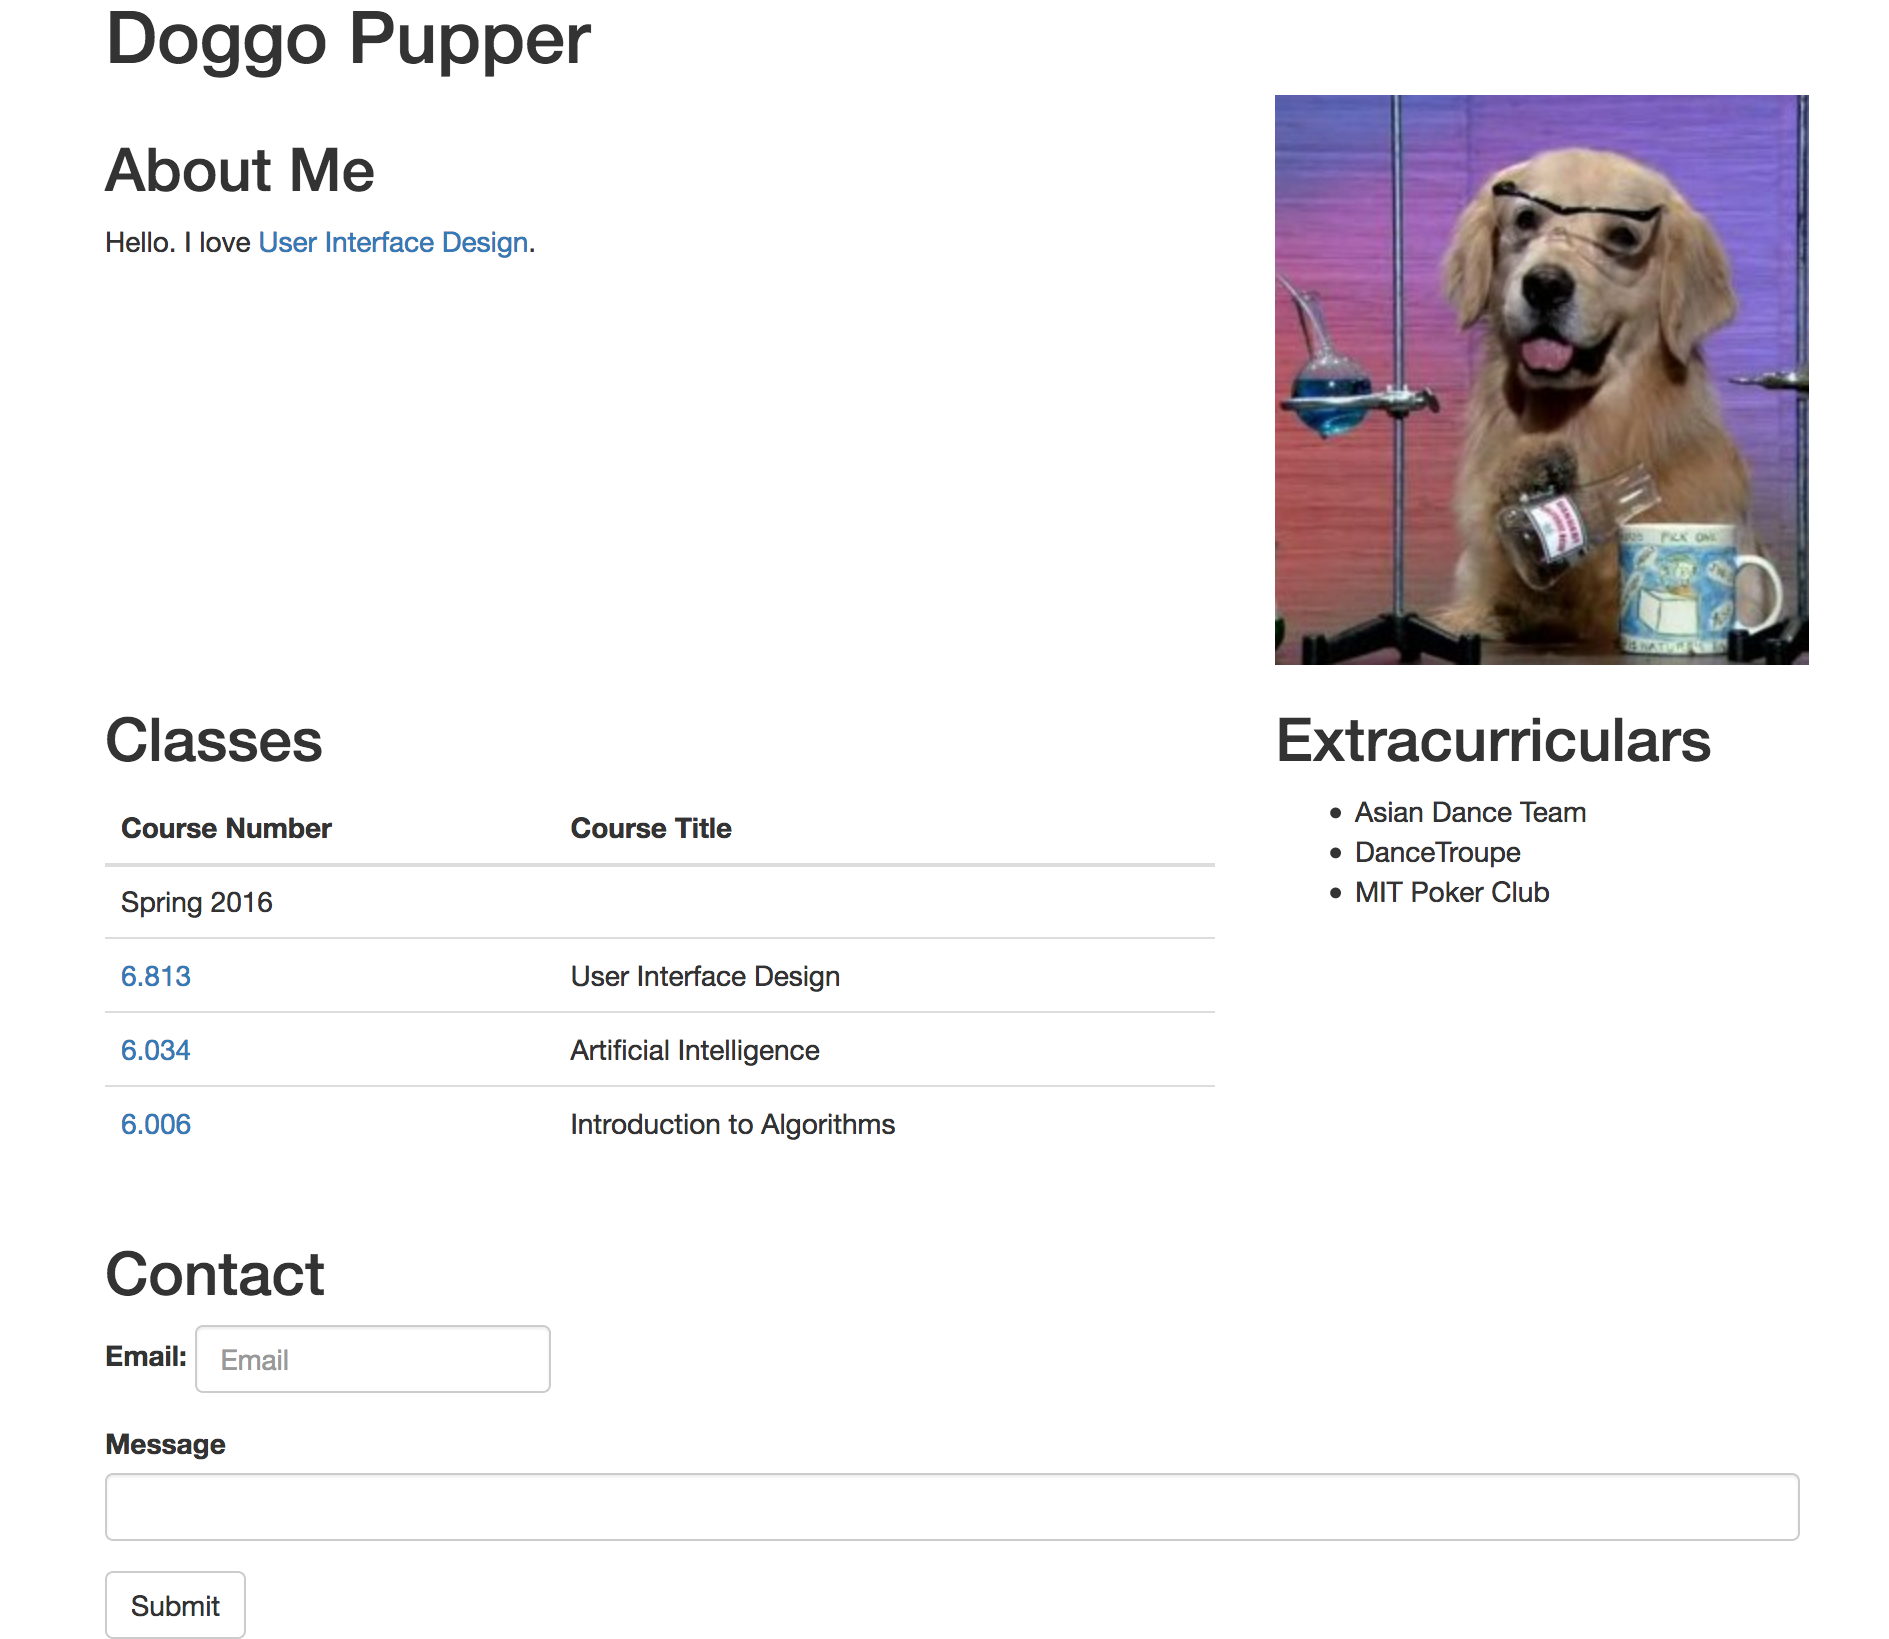 Doggo Pupper
About Me
Hello. I love User Interface Design.
PICK ONE
Classes
Course Number Course Title
Spring 2016
6.813 User Interface Design
6.034 Artificial Intelligence
6.006 Introduction to Algorithms
Extracurriculars
Asian Dance Team
DanceTroupe
MIT Poker Club
Contact
Email: Email
Message
Submit